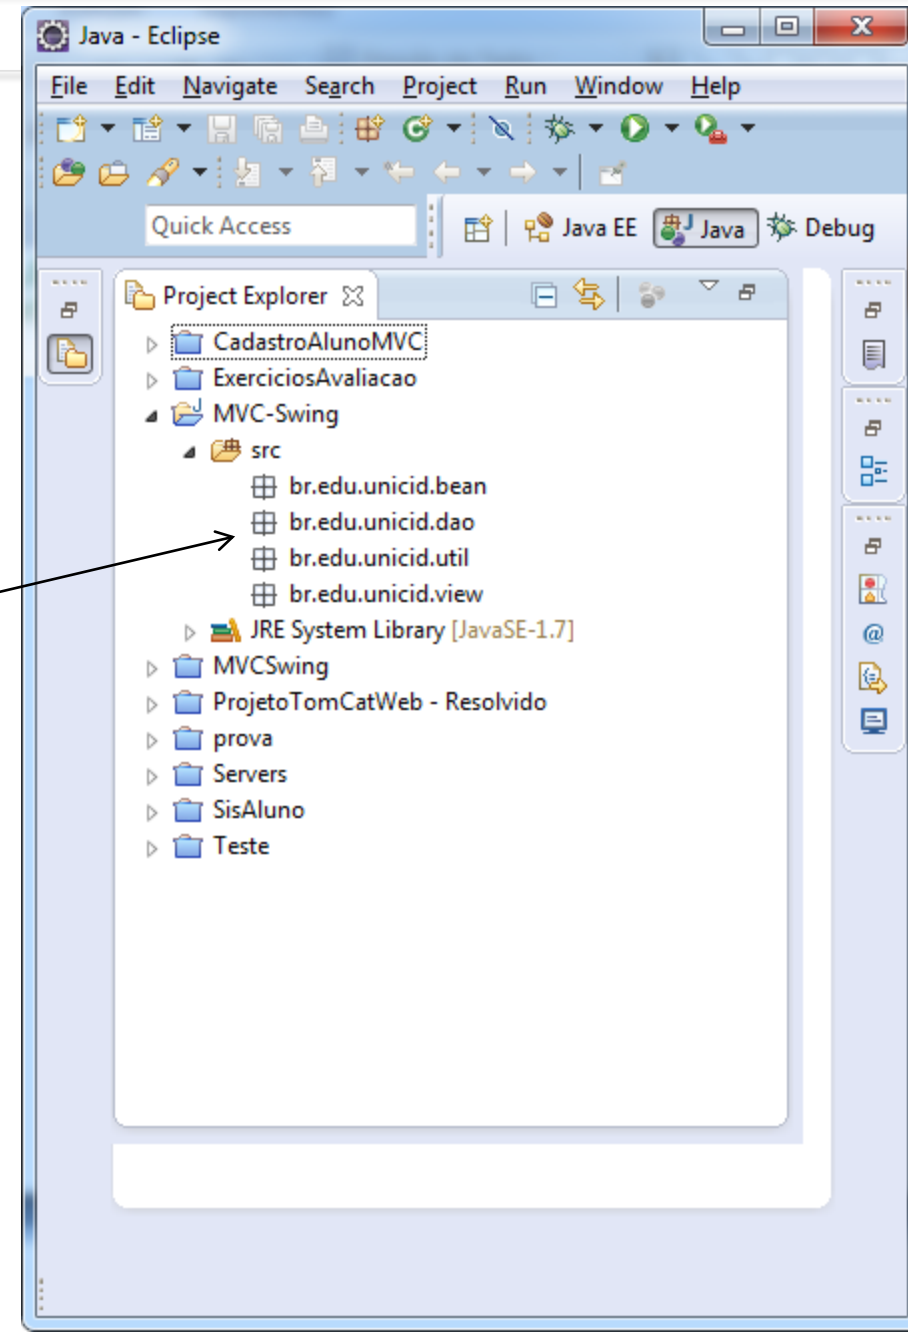 Java - Eclipse
File Edit Navigate Search Project Run Window Help
Quick Access Java EE Java Debug
Project Explorer
CadastroAlunoMVC
ExerciciosAvaliacao
MVC-Swing
src
br.edu.unicid.bean
br.edu.unicid.dao
br.edu.unicid.util
br.edu.unicid.view
JRE System Library [JavaSE-1.7]
MVCSwing
ProjetoTomCatWeb - Resolvido
prova
Servers
SisAluno
Teste